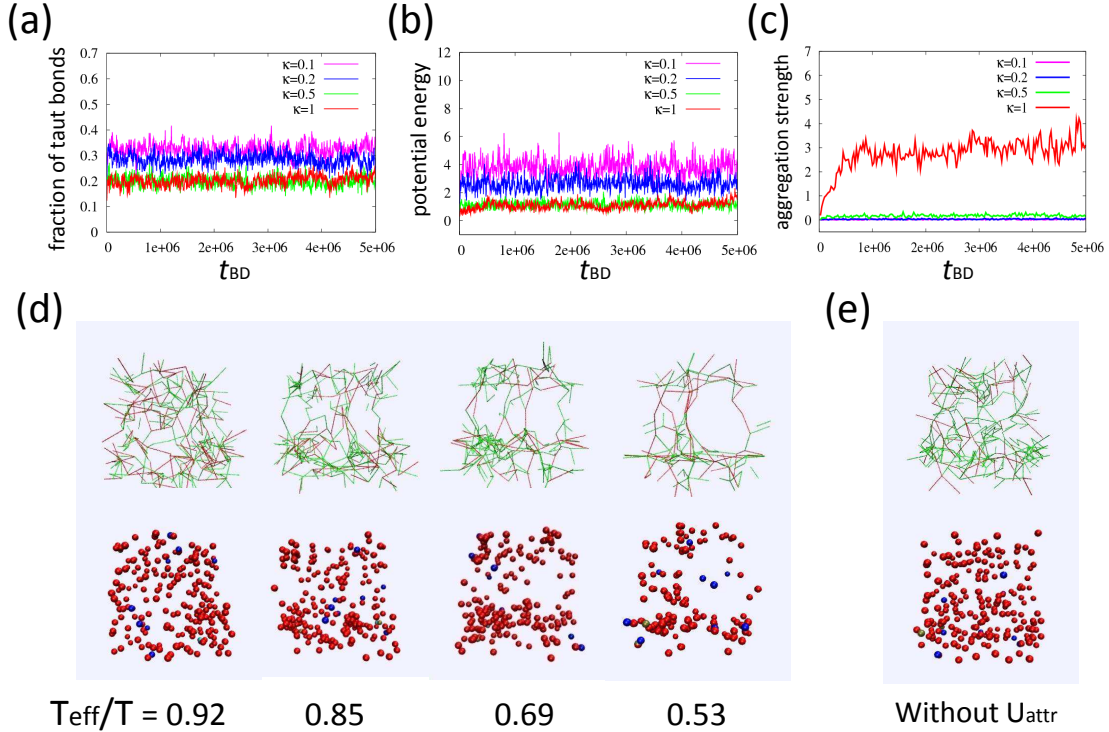 (a)
fraction of taut bonds
0.7
0.6
0.5
0.4
0.3
0.2
0.1
0
κ=0.1
κ=0.2
κ=0.5
κ=1
0 1e+06 2e+06 3e+06 4e+06 5e+06
tBD
(b)
potential energy
12
10
8
6
4
2
0
κ=0.1
κ=0.2
κ=0.5
κ=1
0 1e+06 2e+06 3e+06 4e+06 5e+06
tBD
(c)
aggregation strength
7
6
5
4
3
2
1
0
κ=0.1
κ=0.2
κ=0.5
κ=1
0 1e+06 2e+06 3e+06 4e+06 5e+06
tBD
(d)
(e)
Teff/T = 0.92 0.85 0.69 0.53 Without Uattr